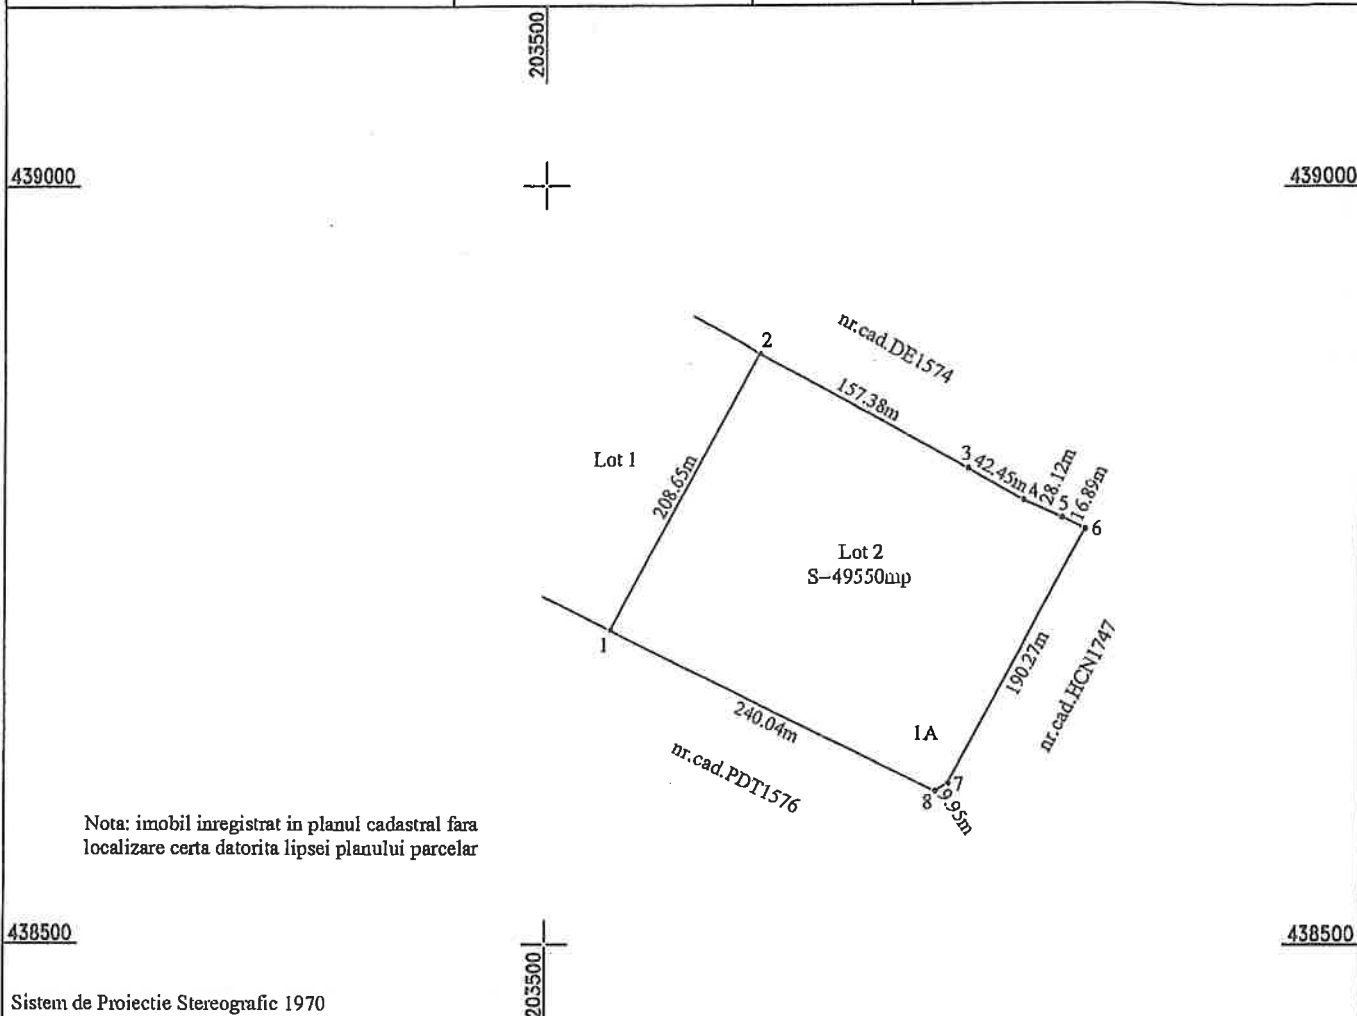 203500
439000
439000
2
nr.cad.DE1574
157.38m
3
42.45m
4
28.12m
5
16.89m
6
Lot 1
208.65m
Lot 2
S-49550mp
1
190.27m
nr.cad.HCN1747
240.04m
1A
nr.cad.PDT1576
7
8
9.95m
Nota: imobil inregistrat in planul cadastral fara
localizare certa datorita lipsei planului parcelar
438500
438500
203500
Sistem de Proiectie Stereografic 1970